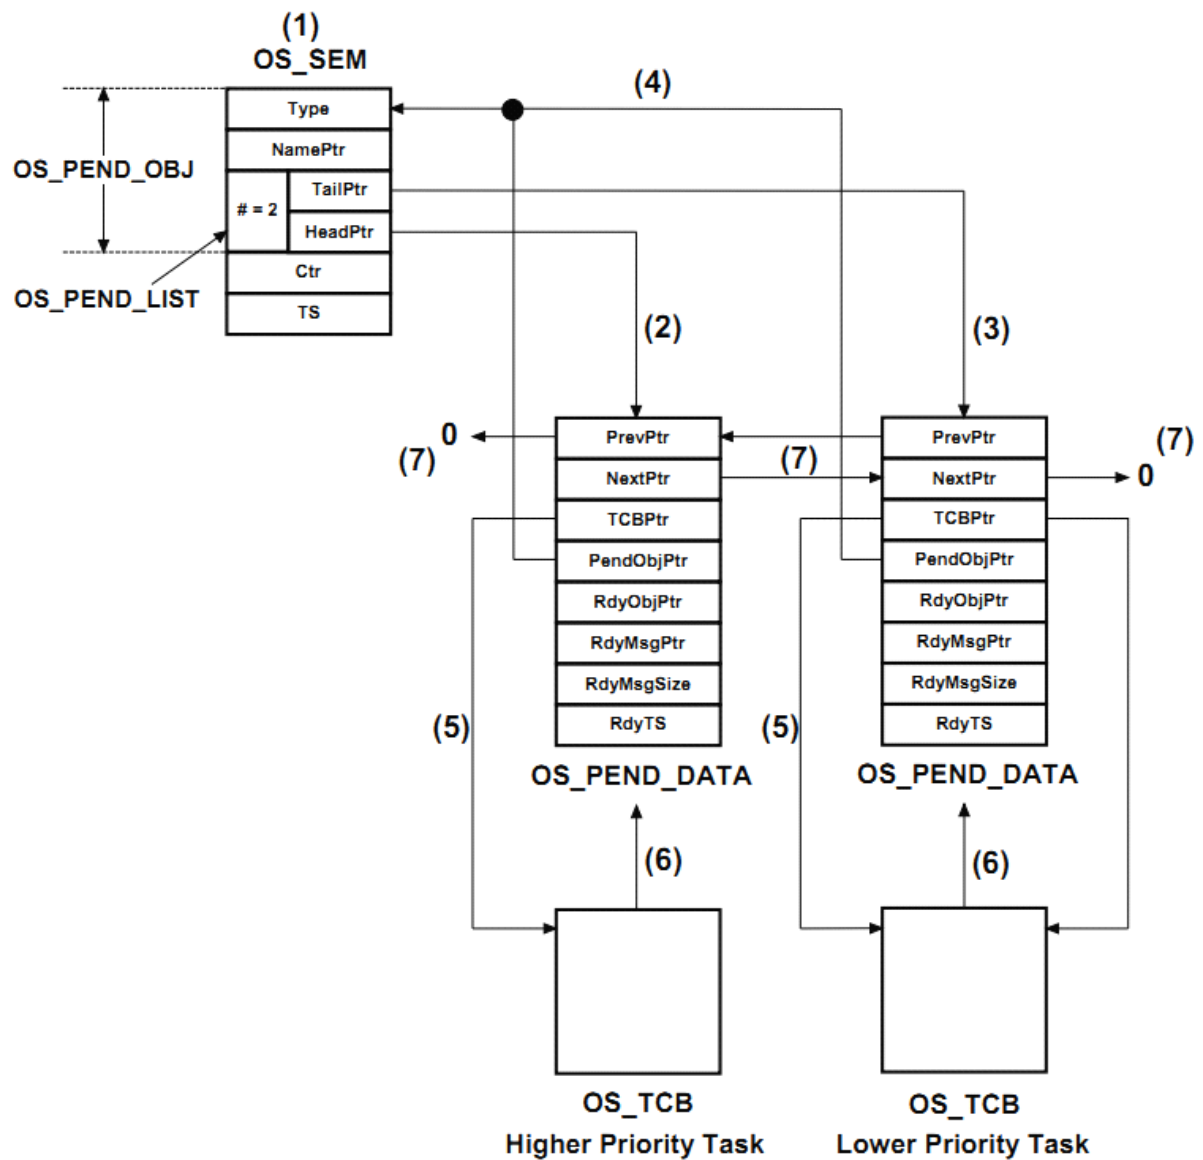 (1)
OS_SEM
(4)
Type
NamePtr
OS_PEND_OBJ
TailPtr
# = 2
HeadPtr
Ctr
OS_PEND_LIST
TS
(2)
(3)
0
(7)
PrevPtr
NextPtr
TCBPtr
PendObjPtr
RdyObjPtr
RdyMsgPtr
RdyMsgSize
RdyTS
(7)
PrevPtr
NextPtr
TCBPtr
PendObjPtr
RdyObjPtr
RdyMsgPtr
RdyMsgSize
RdyTS
(7)
0
(5)
(5)
OS_PEND_DATA
OS_PEND_DATA
(6)
(6)
OS_TCB
Higher Priority Task
OS_TCB
Lower Priority Task